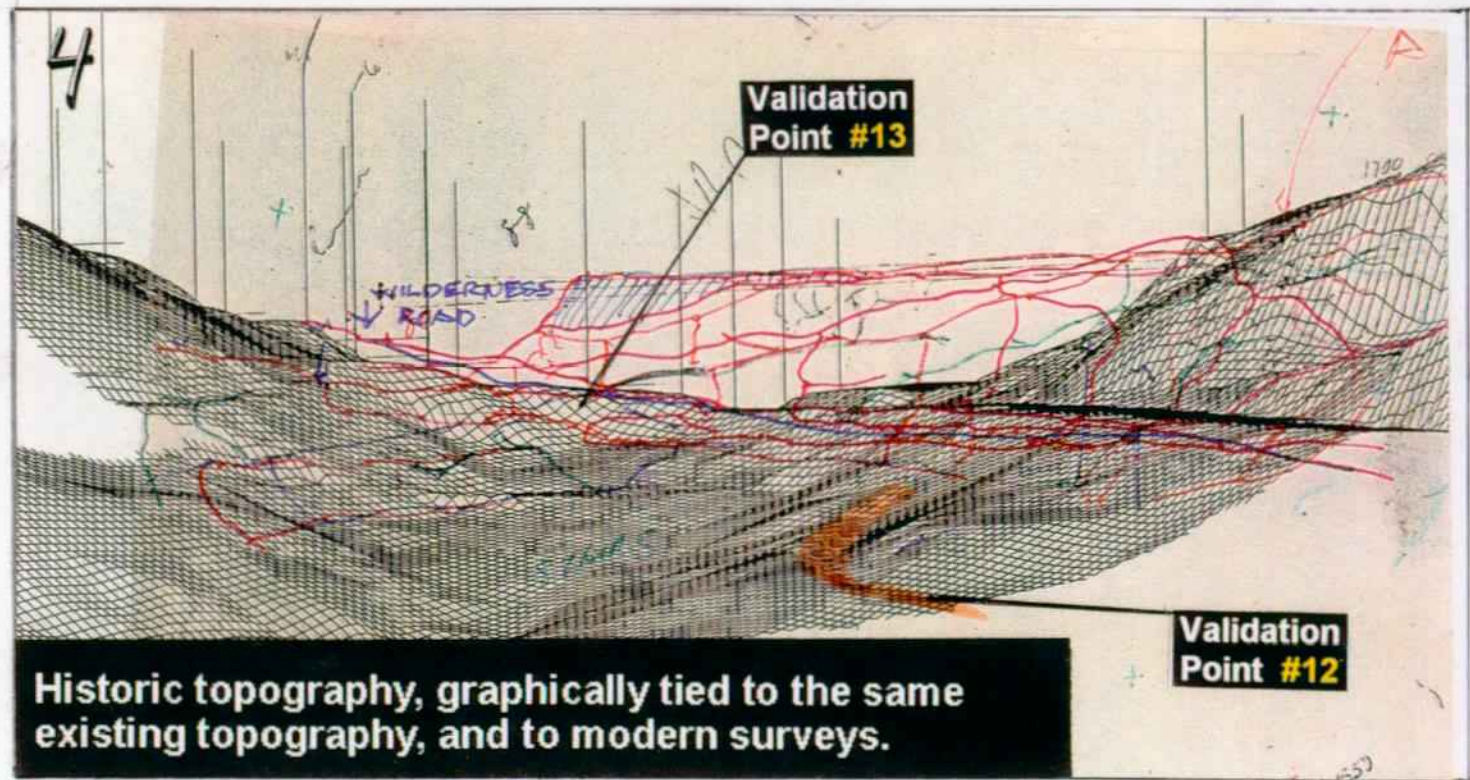 4
Validation
Point #13
A
1700
WILDERNESS
ROAD
Validation
Point #12
Historic topography, graphically tied to the same
existing topography, and to modern surveys.